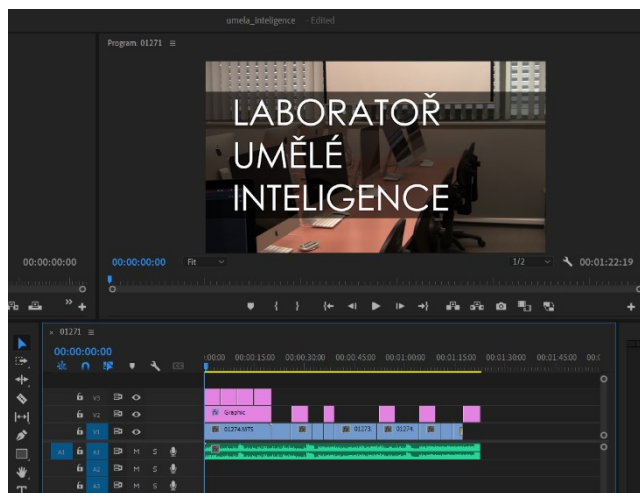 umela_inteligence - Edited
Program: 01271
LABORATOŘ
UMĚLÉ
INTELIGENCE
00:00:00:00
00:00:00:00 Fit 1/2 00:01:22:19
× 01271
00:00:00:00
:00:00 00:00:15:00 00:00:30:00 00:00:45:00 00:01:00:00 00:01:15:00 00:01:30:00 00:01:45:00 00:0
V3
V2 Graphic
V1 01274.MTS 01273. 01274.
A1 A1 M S
A2 M S
A3 M S